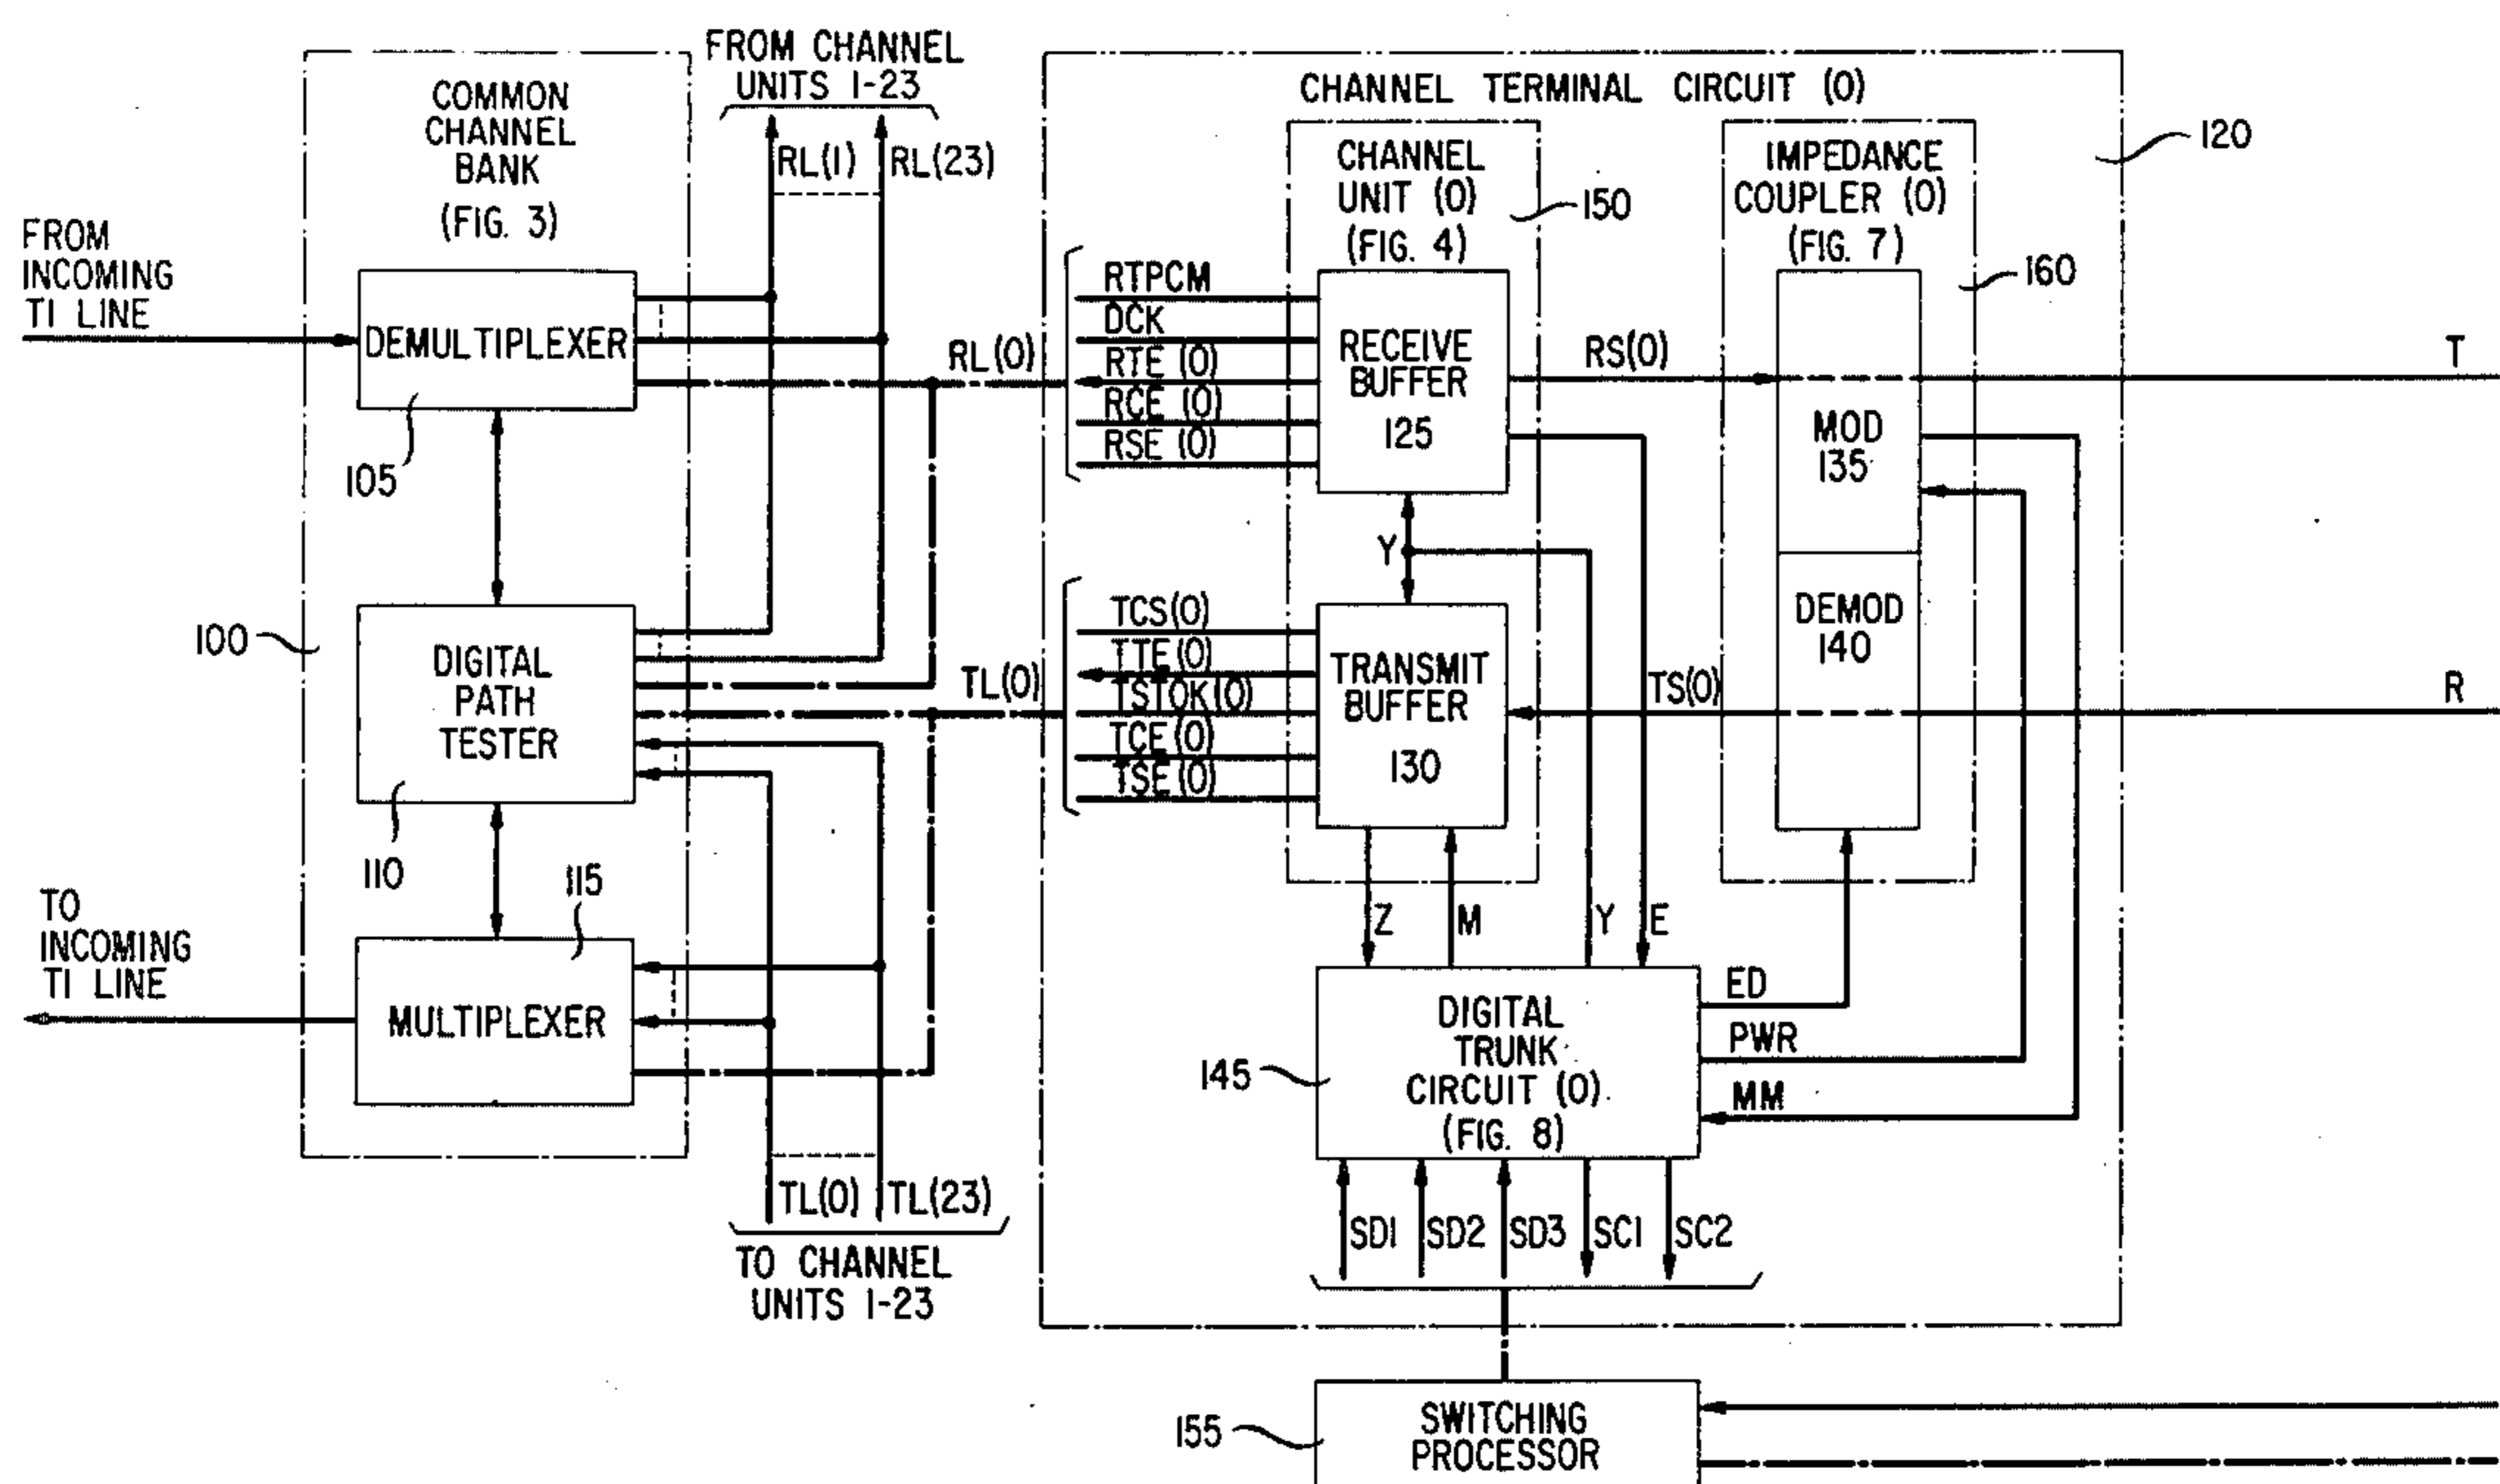 FROM CHANNEL
UNITS 1-23
COMMON
CHANNEL
BANK
(FIG. 3)
RL(1)
RL(23)
CHANNEL TERMINAL CIRCUIT (0)
120
CHANNEL
UNIT (0)
(FIG. 4)
150
IMPEDANCE
COUPLER (0)
(FIG. 7)
160
FROM
INCOMING
T1 LINE
DEMULTIPLEXER
105
RL(0)
RTPCM
DCK
RTE (0)
RCE (0)
RSE (0)
RECEIVE
BUFFER
125
RS(0)
MOD
135
T
Y
100
DIGITAL
PATH
TESTER
110
TL(0)
TCS(0)
TTE(0)
TSTOK(0)
TCE(0)
TSE(0)
TRANSMIT
BUFFER
130
TS(0)
DEMOD
140
R
TO
INCOMING
T1 LINE
115
MULTIPLEXER
Z
M
Y
E
145
DIGITAL
TRUNK
CIRCUIT (0)
(FIG. 8)
ED
PWR
MM
TL(0)
TL(23)
TO CHANNEL
UNITS 1-23
SD1
SD2
SD3
SC1
SC2
155
SWITCHING
PROCESSOR